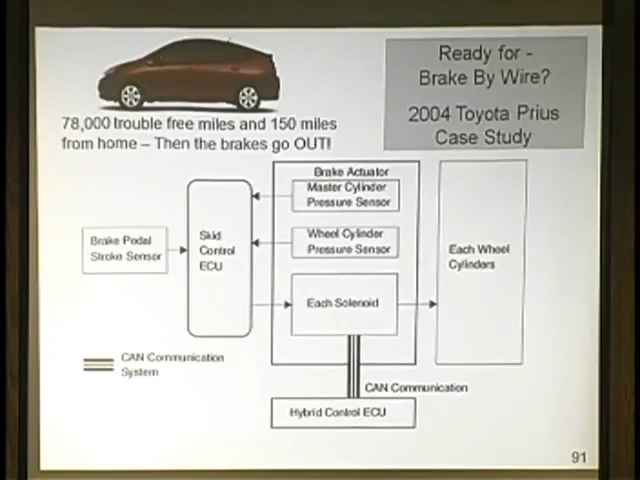 Ready for -
Brake By Wire?
2004 Toyota Prius
Case Study
78,000 trouble free miles and 150 miles
from home – Then the brakes go OUT!
Brake Actuator
Master Cylinder
Pressure Sensor
Wheel Cylinder
Pressure Sensor
Brake Pedal
Stroke Sensor
Skid
Control
ECU
Each Solenoid
Each Wheel
Cylinders
CAN Communication
System
CAN Communication
Hybrid Control ECU
91